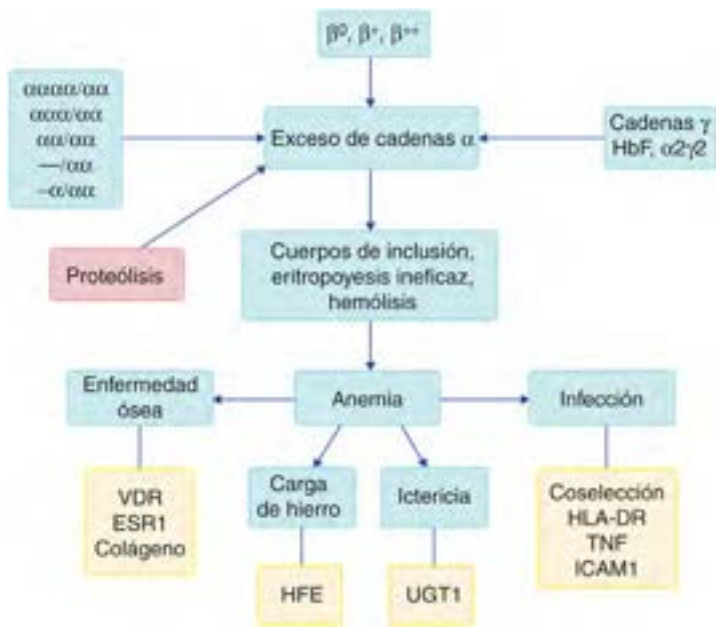 β⁰, β⁺, β⁺⁺
αααα/αα
ααα/αα
αα/αα
—/αα
–α/αα
Exceso de cadenas α
Cadenas γ
HbF, α2γ2
Proteólisis
Cuerpos de inclusión,
eritropoyesis ineficaz,
hemólisis
Enfermedad
ósea
Anemia
Infección
VDR
ESR1
Colágeno
Carga
de hierro
Ictericia
Coselección
HLA-DR
TNF
ICAM1
HFE
UGT1